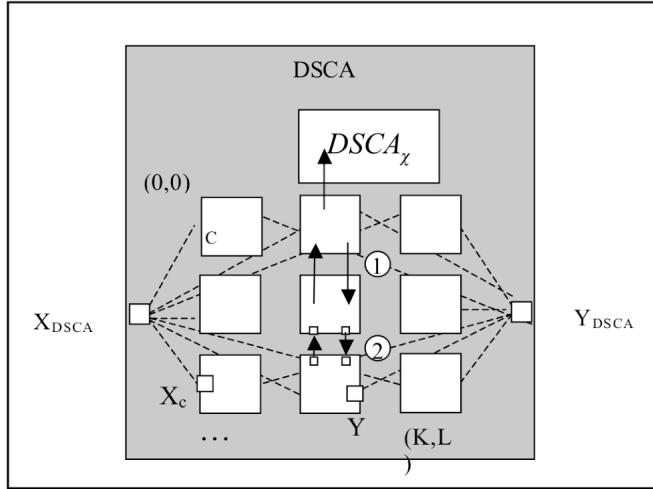 DSCA
DSCAχ
(0,0)
C
1
XDSCA
YDSCA
2
Xc
Y
...
(K,L
)